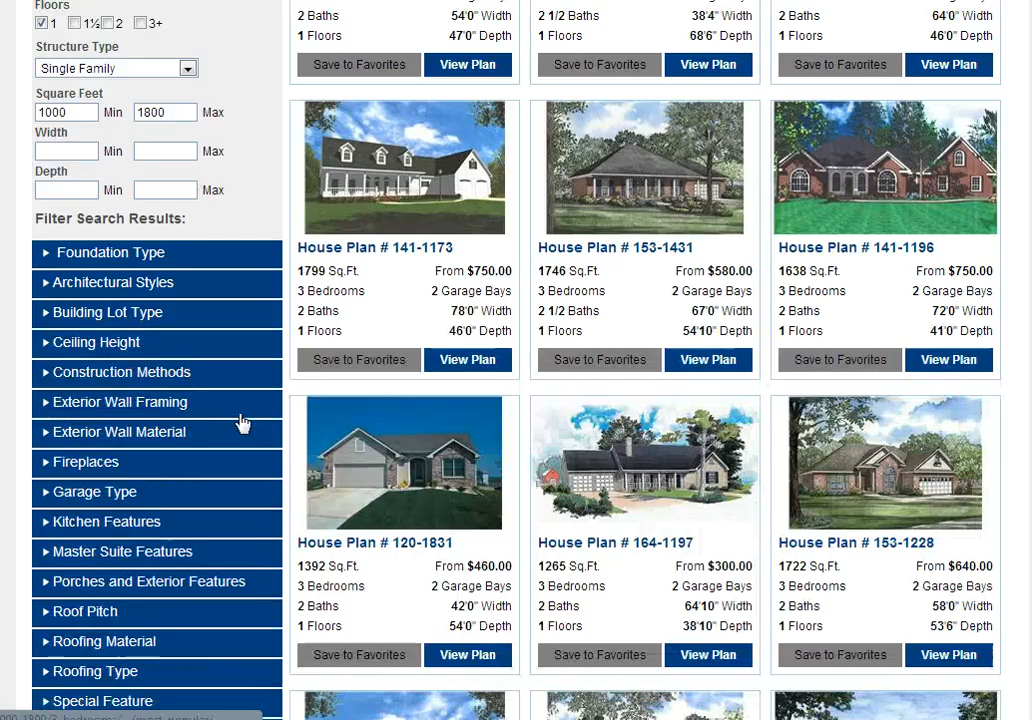 Floors
1 1½ 2 3+
Structure Type
Single Family
Square Feet
1000 Min 1800 Max
Width
Min Max
Depth
Min Max
Filter Search Results:
Foundation Type
Architectural Styles
Building Lot Type
Ceiling Height
Construction Methods
Exterior Wall Framing
Exterior Wall Material
Fireplaces
Garage Type
Kitchen Features
Master Suite Features
Porches and Exterior Features
Roof Pitch
Roofing Material
Roofing Type
Special Feature
2 Baths 54'0" Width
1 Floors 47'0" Depth
Save to Favorites View Plan
2 1/2 Baths 38'4" Width
1 Floors 68'6" Depth
Save to Favorites View Plan
2 Baths 64'0" Width
1 Floors 46'0" Depth
Save to Favorites View Plan
House Plan # 141-1173
1799 Sq.Ft. From $750.00
3 Bedrooms 2 Garage Bays
2 Baths 78'0" Width
1 Floors 46'0" Depth
Save to Favorites View Plan
House Plan # 153-1431
1746 Sq.Ft. From $580.00
3 Bedrooms 2 Garage Bays
2 1/2 Baths 67'0" Width
1 Floors 54'10" Depth
Save to Favorites View Plan
House Plan # 141-1196
1638 Sq.Ft. From $750.00
3 Bedrooms 2 Garage Bays
2 Baths 72'0" Width
1 Floors 41'0" Depth
Save to Favorites View Plan
House Plan # 120-1831
1392 Sq.Ft. From $460.00
3 Bedrooms 2 Garage Bays
2 Baths 42'0" Width
1 Floors 54'0" Depth
Save to Favorites View Plan
House Plan # 164-1197
1265 Sq.Ft. From $300.00
3 Bedrooms 2 Garage Bays
2 Baths 64'10" Width
1 Floors 38'10" Depth
Save to Favorites View Plan
House Plan # 153-1228
1722 Sq.Ft. From $640.00
3 Bedrooms 2 Garage Bays
2 Baths 58'0" Width
1 Floors 53'6" Depth
Save to Favorites View Plan